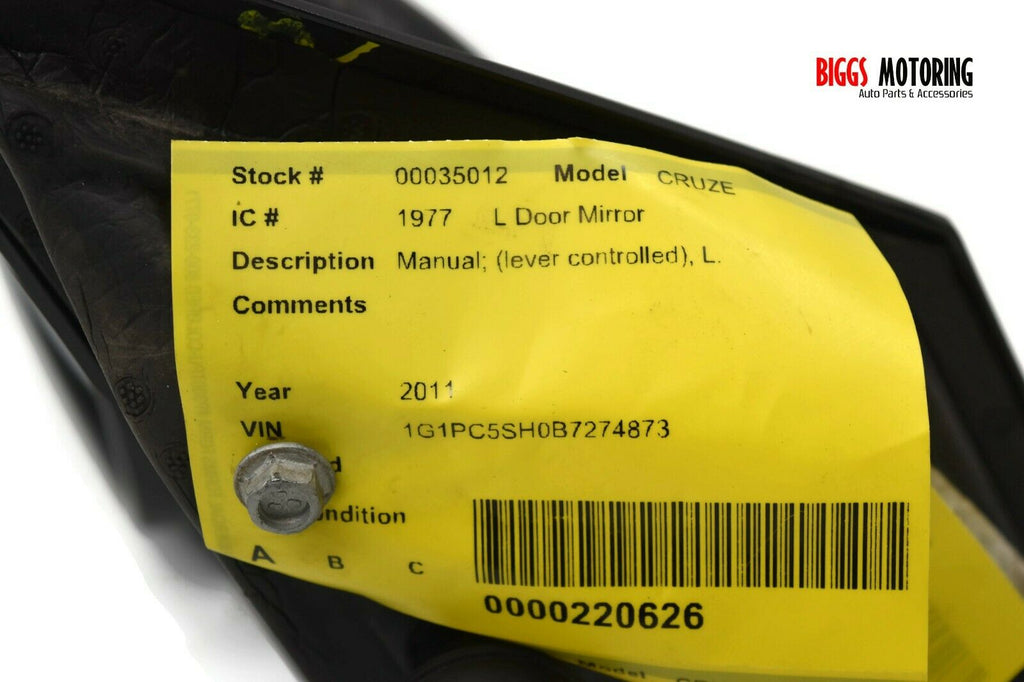 BIGGS MOTORING
Auto Parts & Accessories
Stock # 00035012 Model CRUZE
IC # 1977 L Door Mirror
Description Manual; (lever controlled), L.
Comments
Year 2011
VIN 1G1PC5SH0B7274873
A B C
0000220626
Model